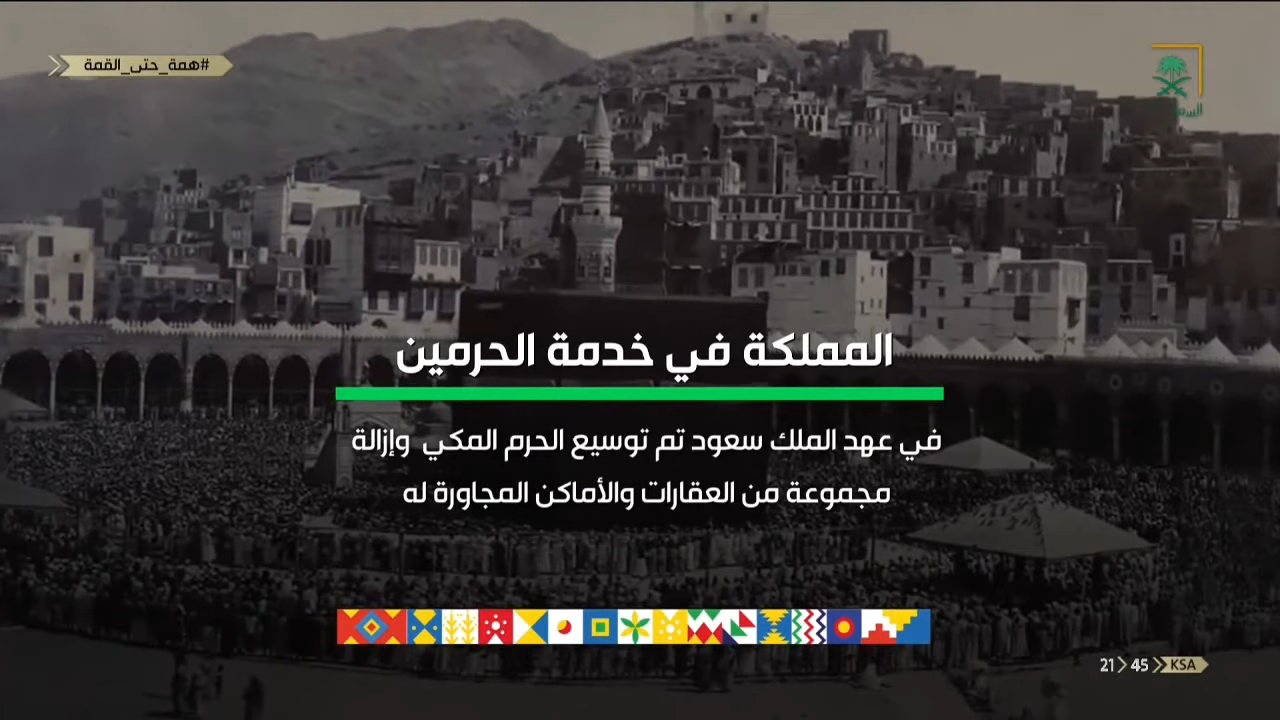 #همة_حتى_القمة
السعودية
المملكة في خدمة الحرمين
في عهد الملك سعود تم توسيع الحرم المكي وإزالة
مجموعة من العقارات والأماكن المجاورة له
21 45 KSA